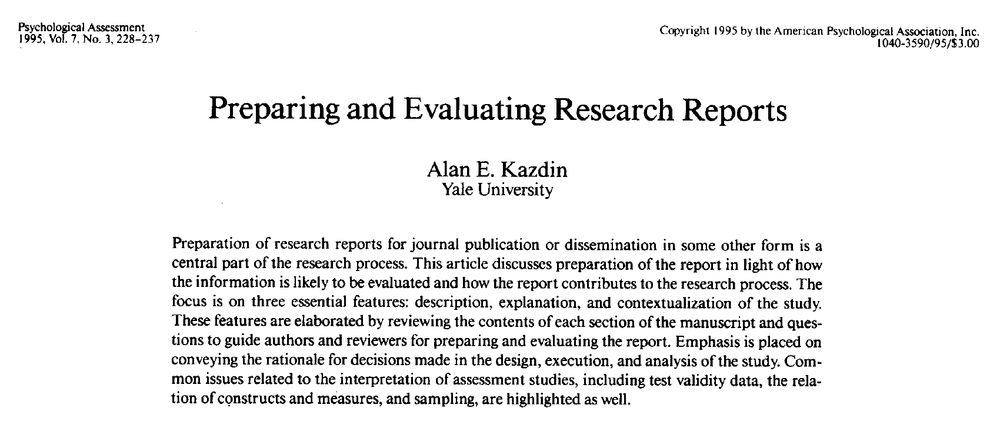 Psychological Assessment
1995, Vol. 7, No. 3, 228–237
Copyright 1995 by the American Psychological Association, Inc.
1040-3590/95/$3.00
Preparing and Evaluating Research Reports
Alan E. Kazdin
Yale University
Preparation of research reports for journal publication or dissemination in some other form is a
central part of the research process. This article discusses preparation of the report in light of how
the information is likely to be evaluated and how the report contributes to the research process. The
focus is on three essential features: description, explanation, and contextualization of the study.
These features are elaborated by reviewing the contents of each section of the manuscript and ques-
tions to guide authors and reviewers for preparing and evaluating the report. Emphasis is placed on
conveying the rationale for decisions made in the design, execution, and analysis of the study. Com-
mon issues related to the interpretation of assessment studies, including test validity data, the rela-
tion of constructs and measures, and sampling, are highlighted as well.